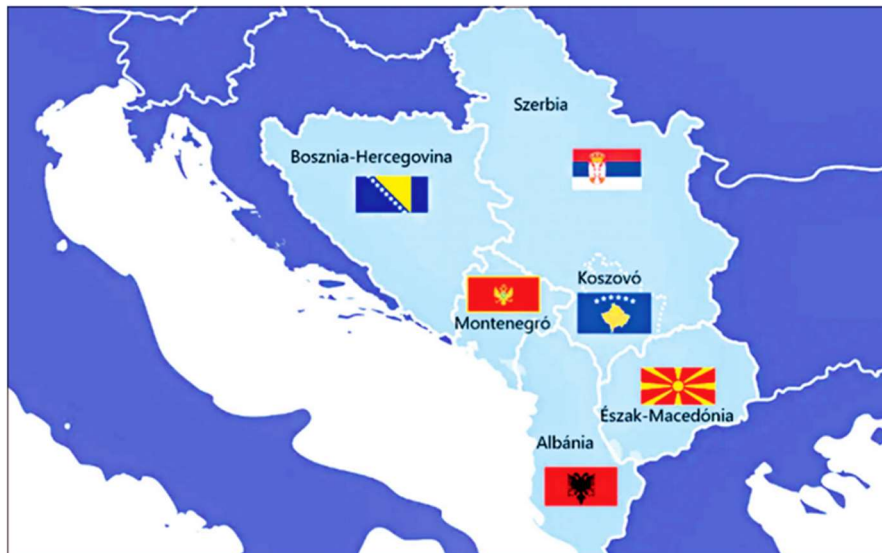 Szerbia
Bosznia-Hercegovina
Koszovó
Montenegró
Észak-Macedónia
Albánia